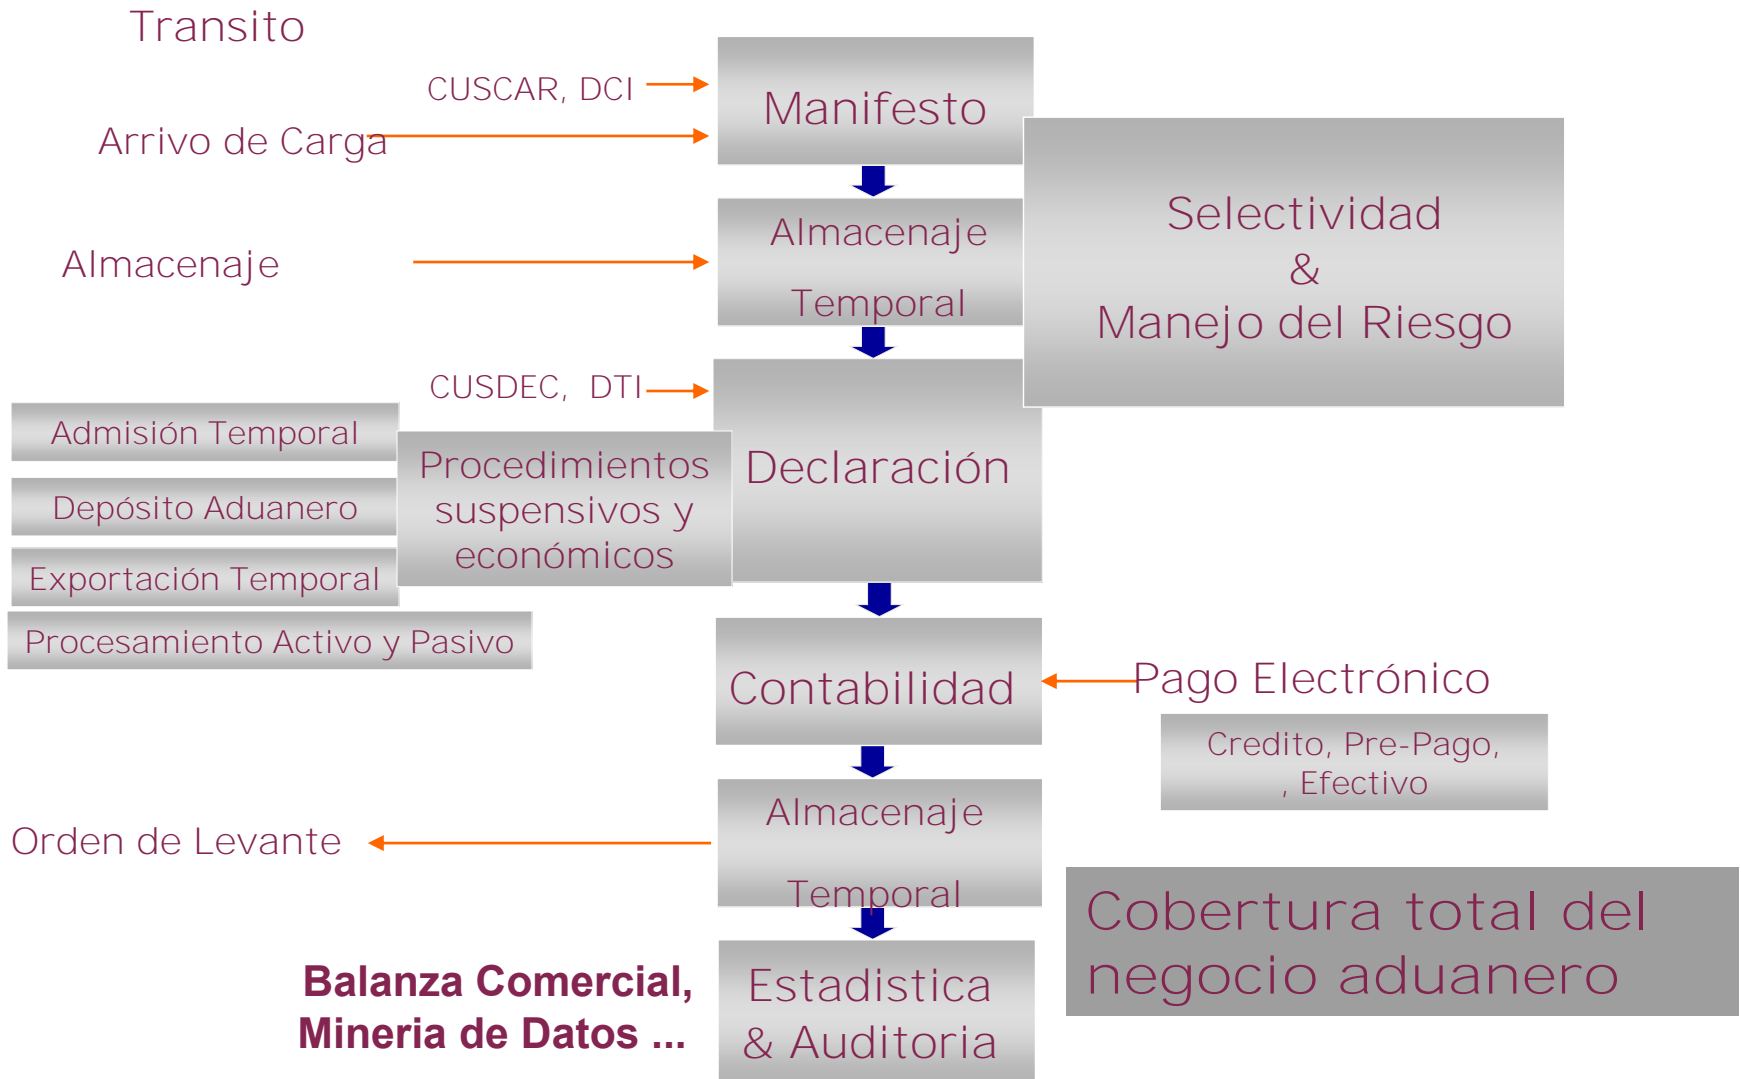 Transito
CUSCAR, DCI
Arrivo de Carga
Manifesto
Almacenaje
Almacenaje
Temporal
Selectividad
&
Manejo del Riesgo
CUSDEC, DTI
Admisión Temporal
Depósito Aduanero
Exportación Temporal
Procesamiento Activo y Pasivo
Procedimientos
suspensivos y
económicos
Declaración
Contabilidad
Pago Electrónico
Credito, Pre-Pago,
, Efectivo
Orden de Levante
Almacenaje
Temporal
Cobertura total del
negocio aduanero
Balanza Comercial,
Mineria de Datos ...
Estadistica
& Auditoria